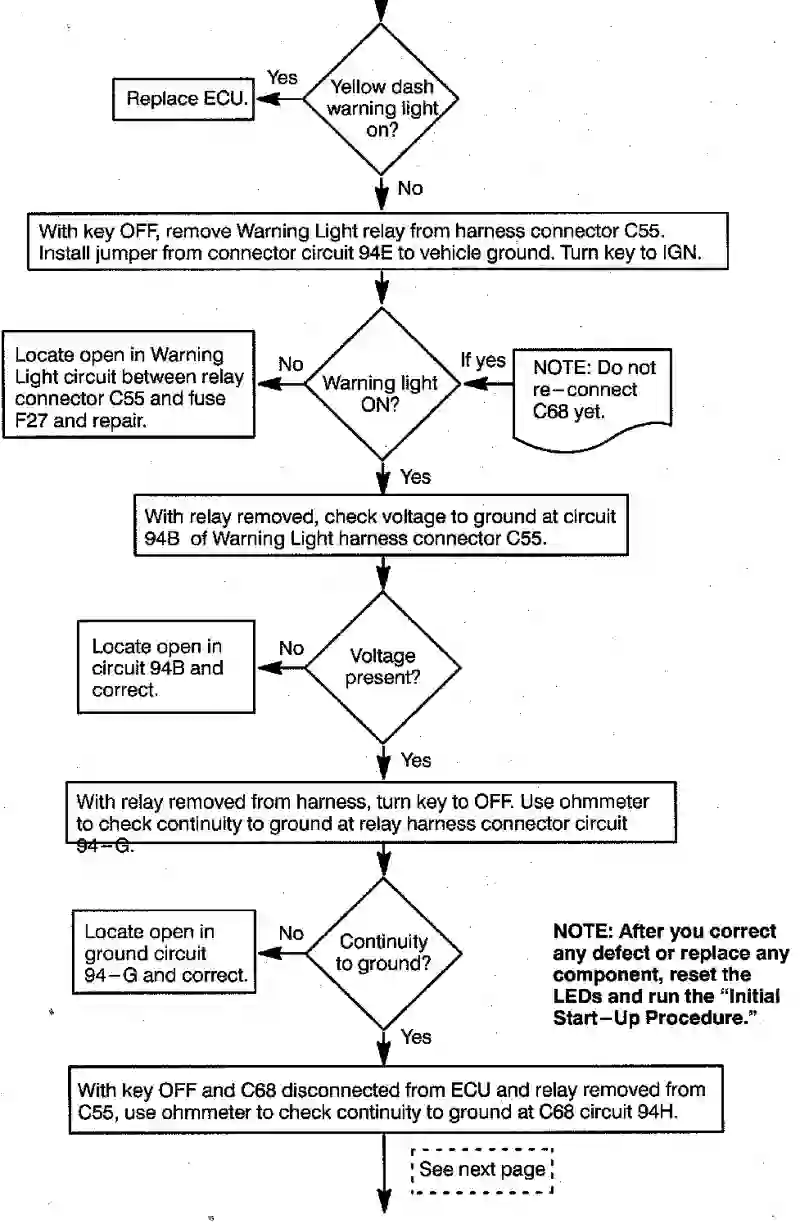 Yellow dash
warning light
on?
Yes
Replace ECU.
No
With key OFF, remove Warning Light relay from harness connector C55.
Install jumper from connector circuit 94E to vehicle ground. Turn key to IGN.
Warning light
ON?
If yes
NOTE: Do not
re-connect
C68 yet.
No
Locate open in Warning
Light circuit between relay
connector C55 and fuse
F27 and repair.
Yes
With relay removed, check voltage to ground at circuit
94B of Warning Light harness connector C55.
Voltage
present?
No
Locate open in
circuit 94B and
correct.
Yes
With relay removed from harness, turn key to OFF. Use ohmmeter
to check continuity to ground at relay harness connector circuit
94-G.
Continuity
to ground?
No
Locate open in
ground circuit
94-G and correct.
NOTE: After you correct
any defect or replace any
component, reset the
LEDs and run the "Initial
Start-Up Procedure."
Yes
With key OFF and C68 disconnected from ECU and relay removed from
C55, use ohmmeter to check continuity to ground at C68 circuit 94H.
See next page